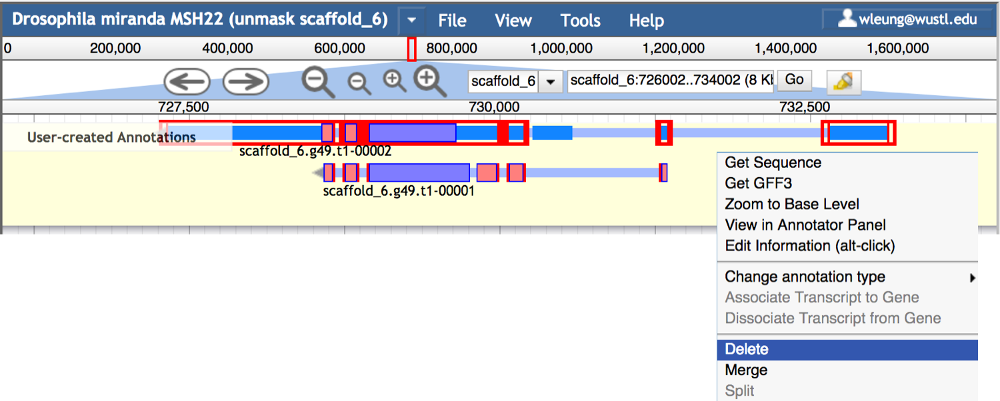 Drosophila miranda MSH22 (unmask scaffold_6) File View Tools Help wleung@wustl.edu
0 200,000 400,000 600,000 800,000 1,000,000 1,200,000 1,400,000 1,600,000
scaffold_6 scaffold_6:726002..734002 (8 Kl Go
727,500 730,000 732,500
User-created Annotations
scaffold_6.g49.t1-00002
scaffold_6.g49.t1-00001
Get Sequence
Get GFF3
Zoom to Base Level
View in Annotator Panel
Edit Information (alt-click)
Change annotation type
Associate Transcript to Gene
Dissociate Transcript from Gene
Delete
Merge
Split